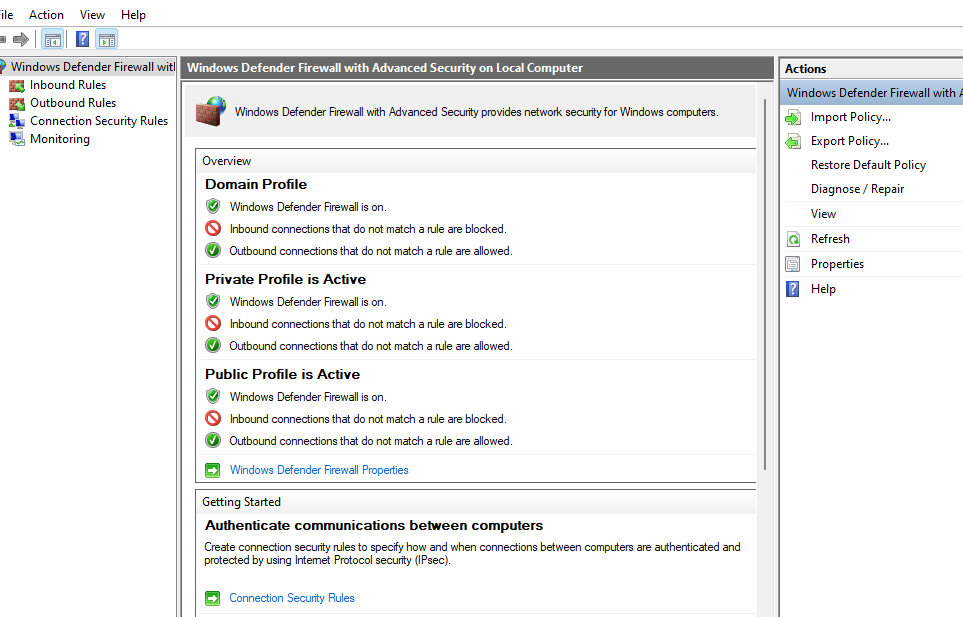 ile Action View Help
Windows Defender Firewall wit
Inbound Rules
Outbound Rules
Connection Security Rules
Monitoring
Windows Defender Firewall with Advanced Security on Local Computer
Windows Defender Firewall with Advanced Security provides network security for Windows computers.
Overview
Domain Profile
Windows Defender Firewall is on.
Inbound connections that do not match a rule are blocked.
Outbound connections that do not match a rule are allowed.
Private Profile is Active
Windows Defender Firewall is on.
Inbound connections that do not match a rule are blocked.
Outbound connections that do not match a rule are allowed.
Public Profile is Active
Windows Defender Firewall is on.
Inbound connections that do not match a rule are blocked.
Outbound connections that do not match a rule are allowed.
Windows Defender Firewall Properties
Getting Started
Authenticate communications between computers
Create connection security rules to specify how and when connections between computers are authenticated and
protected by using Internet Protocol security (IPsec).
Connection Security Rules
Actions
Windows Defender Firewall with A
Import Policy...
Export Policy...
Restore Default Policy
Diagnose / Repair
View
Refresh
Properties
Help